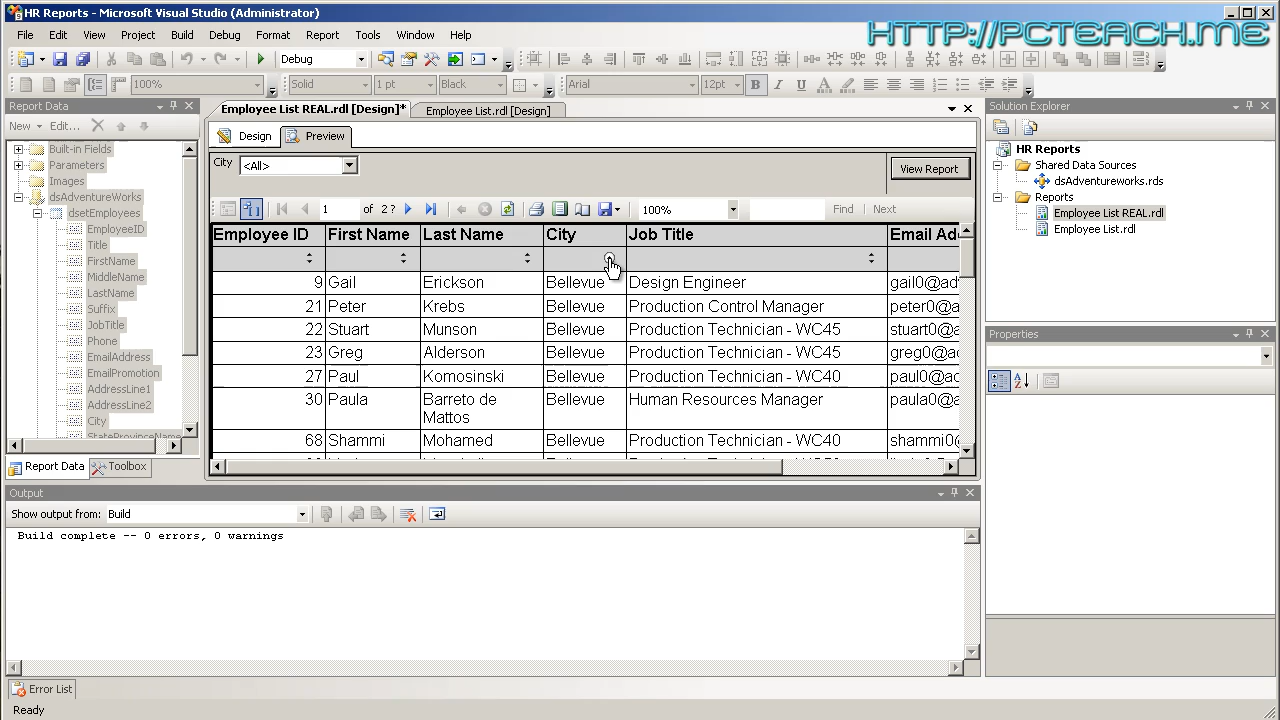 HR Reports - Microsoft Visual Studio (Administrator)
HTTP://PCTEACH.ME
File Edit View Project Build Format Report Window Help
Debug
100% Solid 1 pt Black Arial 12pt B I U A
Report Data
New Edit...
Built-in Fields
Parameters
Images
dsAdventureWorks
dsetEmployees
EmployeeID
Title
FirstName
MiddleName
LastName
Suffix
JobTitle
Phone
EmailAddress
EmailPromotion
AddressLine1
AddressLine2
City
StateProvinceName
Report Data Toolbox
Employee List REAL.rdl [Design]* Employee List.rdl [Design]
Design Preview
City <All> View Report
1 of 2 ? 100% Find Next
Employee ID First Name Last Name City Job Title Email Ad
9 Gail Erickson Bellevue Design Engineer gail0@ad
21 Peter Krebs Bellevue Production Control Manager peter0@a
22 Stuart Munson Bellevue Production Technician - WC45 stuart0@a
23 Greg Alderson Bellevue Production Technician - WC45 greg0@a
27 Paul Komosinski Bellevue Production Technician - WC40 paul0@ad
30 Paula Barreto de Bellevue Human Resources Manager paula0@a
Mattos
68 Shammi Mohamed Bellevue Production Technician - WC40 shammi0
Solution Explorer
HR Reports
Shared Data Sources
dsAdventureworks.rds
Reports
Employee List REAL.rdl
Employee List.rdl
Properties
Output
Show output from: Build
Build complete -- 0 errors, 0 warnings
Error List
Ready